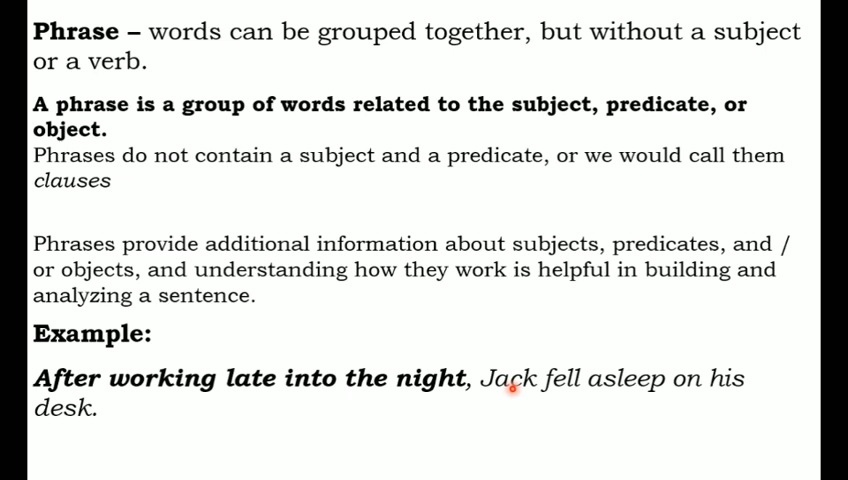 Phrase – words can be grouped together, but without a subject
or a verb.
A phrase is a group of words related to the subject, predicate, or
object.
Phrases do not contain a subject and a predicate, or we would call them
clauses
Phrases provide additional information about subjects, predicates, and /
or objects, and understanding how they work is helpful in building and
analyzing a sentence.
Example:
After working late into the night, Jack fell asleep on his
desk.